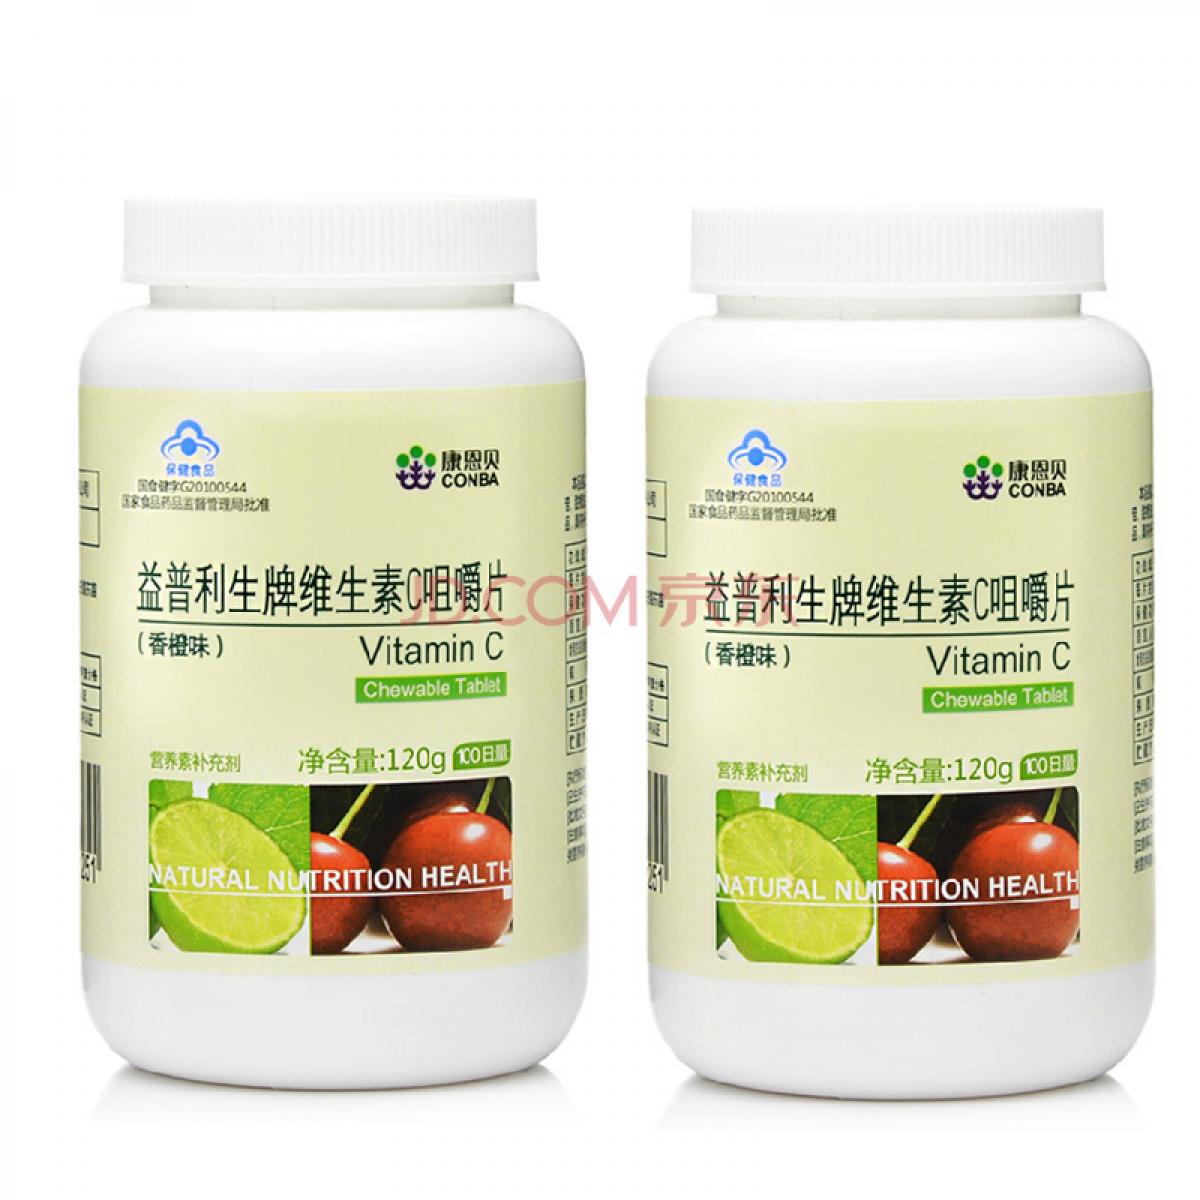 保健食品
国食健字G20100544
国家食品药品监督管理局批准
康恩贝
CONBA
益普利生牌维生素C咀嚼片
(香橙味)
Vitamin C
Chewable Tablet
营养素补充剂
净含量:120g 100日量
NATURAL NUTRITION HEALTH
251
JD.COM 京东
保健食品
国食健字G20100544
国家食品药品监督管理局批准
康恩贝
CONBA
益普利生牌维生素C咀嚼片
(香橙味)
Vitamin C
Chewable Tablet
营养素补充剂
净含量:120g 100日量
NATURAL NUTRITION HEALTH
251